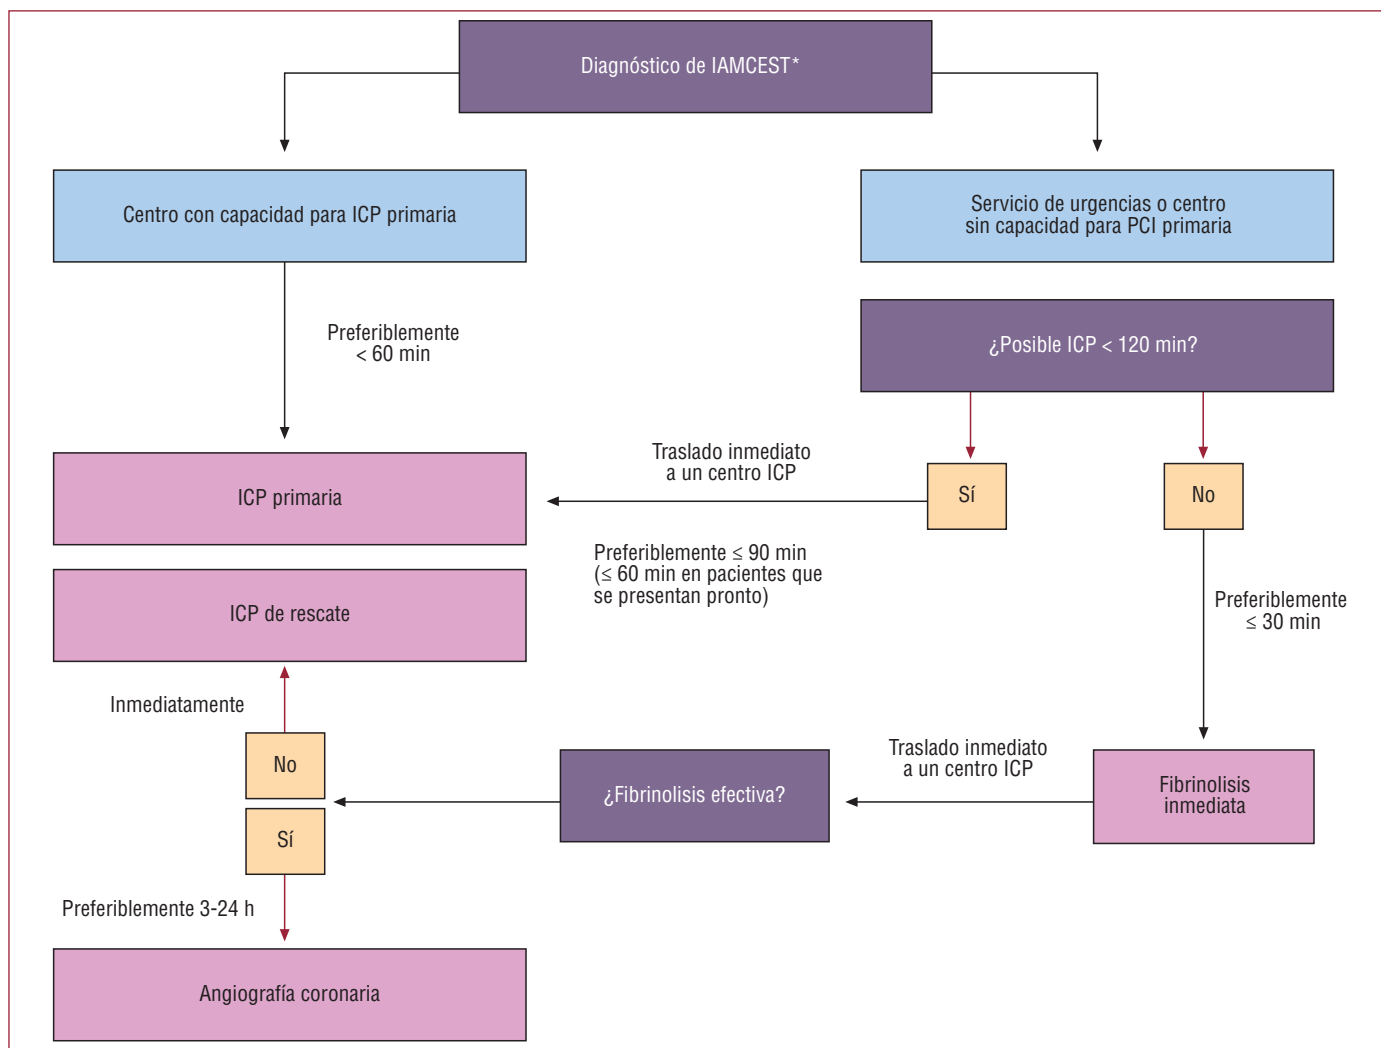 Diagnóstico de IAMCEST*
Centro con capacidad para ICP primaria
Servicio de urgencias o centro
sin capacidad para PCI primaria
Preferiblemente
< 60 min
¿Posible ICP < 120 min?
Traslado inmediato
a un centro ICP
Sí
No
ICP primaria
Preferiblemente ≤ 90 min
(≤ 60 min en pacientes que
se presentan pronto)
Preferiblemente
≤ 30 min
ICP de rescate
Inmediatamente
No
Sí
¿Fibrinolisis efectiva?
Traslado inmediato
a un centro ICP
Fibrinolisis
inmediata
Preferiblemente 3-24 h
Angiografía coronaria